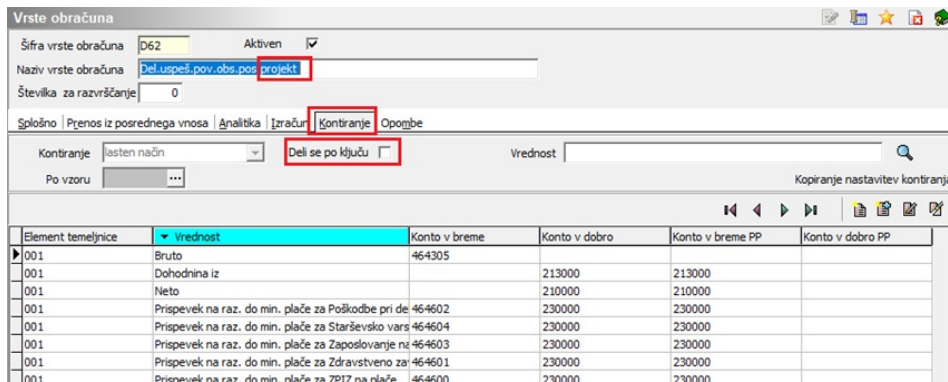 Vrste obračuna
Šifra vrste obračuna D62 Aktiven
Naziv vrste obračuna Del.uspeš.pov.obs.pos projekt
Številka za razvrščanje 0
Splošno Prenos iz posrednega vnosa Analitika Izračun Kontiranje Opombe
Kontiranje lasten način Deli se po ključu Vrednost
Po vzoru ... Kopiranje nastavitev kontiranja
Element temeljnice Vrednost Konto v breme Konto v dobro Konto v breme PP Konto v dobro PP
001 Bruto 464305
001 Dohodnina iz 213000 213000
001 Neto 210000 210000
001 Prispevek na raz. do min. plače za Poškodbe pri de 464602 230000 230000
001 Prispevek na raz. do min. plače za Starševsko vars 464604 230000 230000
001 Prispevek na raz. do min. plače za Zaposlovanje na 464603 230000 230000
001 Prispevek na raz. do min. plače za Zdravstveno za 464601 230000 230000
001 Prispevek na raz. do min. plače za ZPIZ na plače 464600 230000 230000